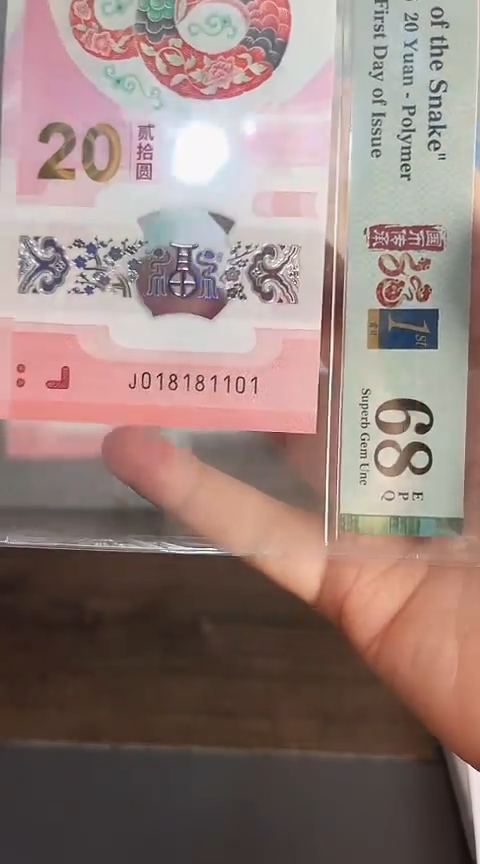 20
贰拾圆
J018181101
of the Snake"
20 Yuan - Polymer
First Day of Issue
1st
68
EPQ
Superb Gem Unc